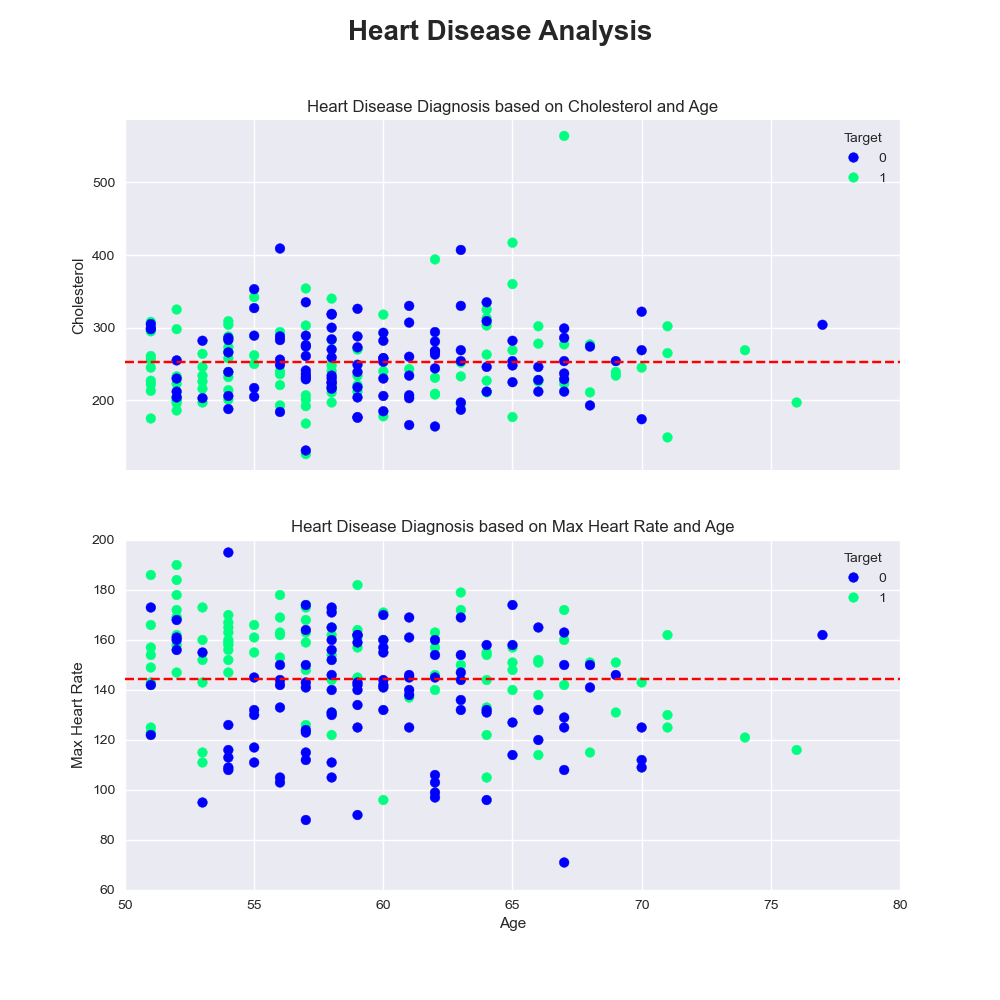 Heart Disease Analysis
Heart Disease Diagnosis based on Cholesterol and Age
Target
0
1
500
400
300
200
Cholesterol
Heart Disease Diagnosis based on Max Heart Rate and Age
Target
0
1
200
180
160
140
120
100
80
60
Max Heart Rate
50 55 60 65 70 75 80
Age